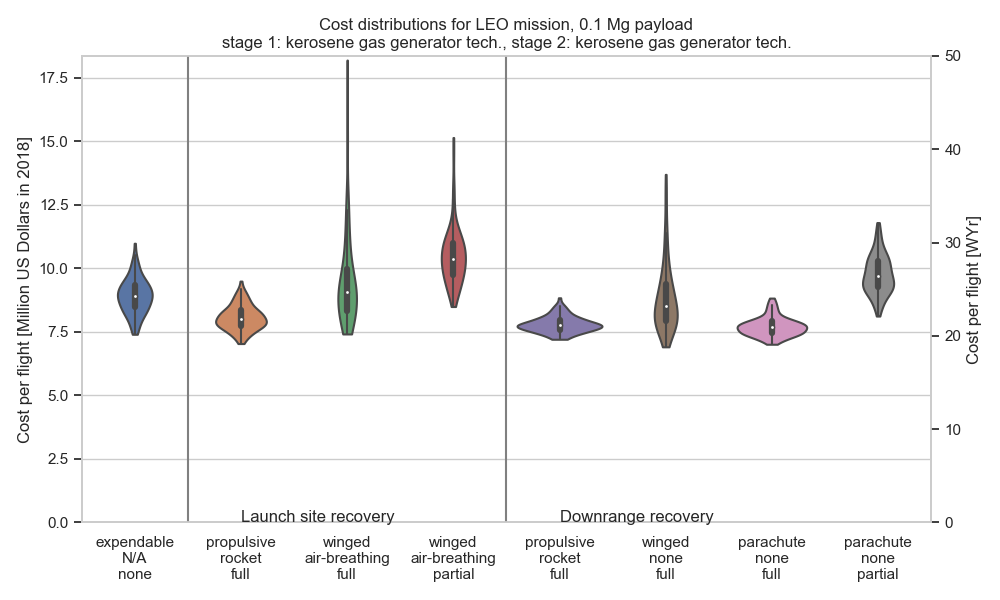 Cost distributions for LEO mission, 0.1 Mg payload
stage 1: kerosene gas generator tech., stage 2: kerosene gas generator tech.
Cost per flight [Million US Dollars in 2018]
17.5
15.0
12.5
10.0
7.5
5.0
2.5
0.0
50
40
30
20
10
0
Cost per flight [WYr]
Launch site recovery
Downrange recovery
expendable
N/A
none
propulsive
rocket
full
winged
air-breathing
full
winged
air-breathing
partial
propulsive
rocket
full
winged
none
full
parachute
none
full
parachute
none
partial